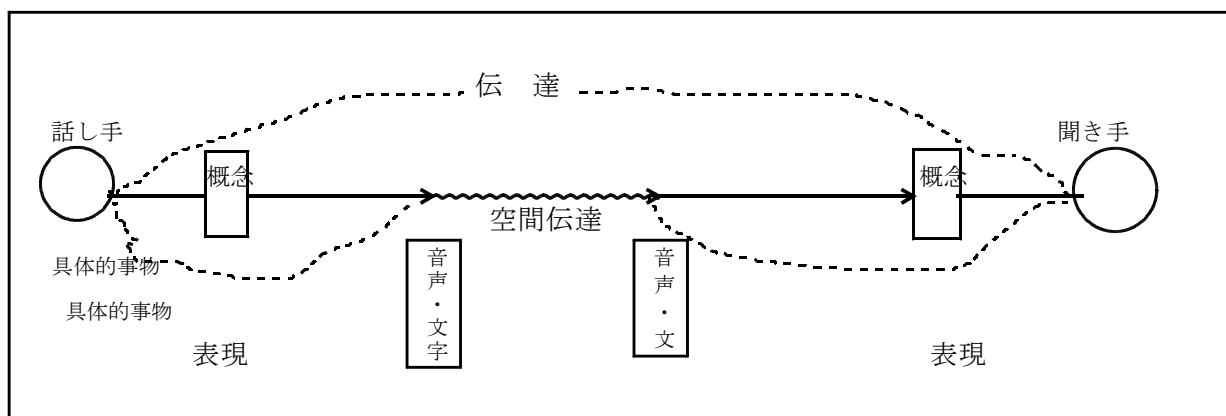 伝　達
話し手
聞き手
概念
概念
空間伝達
具体的事物
具体的事物
音声・文字
音声・文
表現
表現